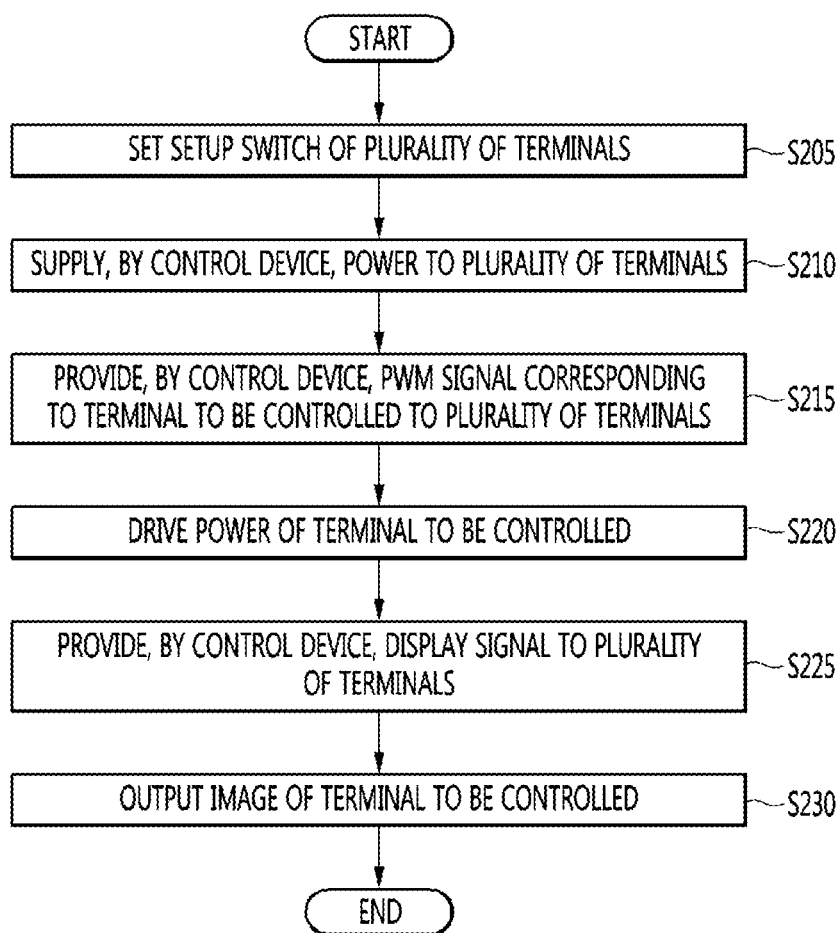 START
SET SETUP SWITCH OF PLURALITY OF TERMINALS
S205
SUPPLY, BY CONTROL DEVICE, POWER TO PLURALITY OF TERMINALS
S210
PROVIDE, BY CONTROL DEVICE, PWM SIGNAL CORRESPONDING
TO TERMINAL TO BE CONTROLLED TO PLURALITY OF TERMINALS
S215
DRIVE POWER OF TERMINAL TO BE CONTROLLED
S220
PROVIDE, BY CONTROL DEVICE, DISPLAY SIGNAL TO PLURALITY
OF TERMINALS
S225
OUTPUT IMAGE OF TERMINAL TO BE CONTROLLED
S230
END